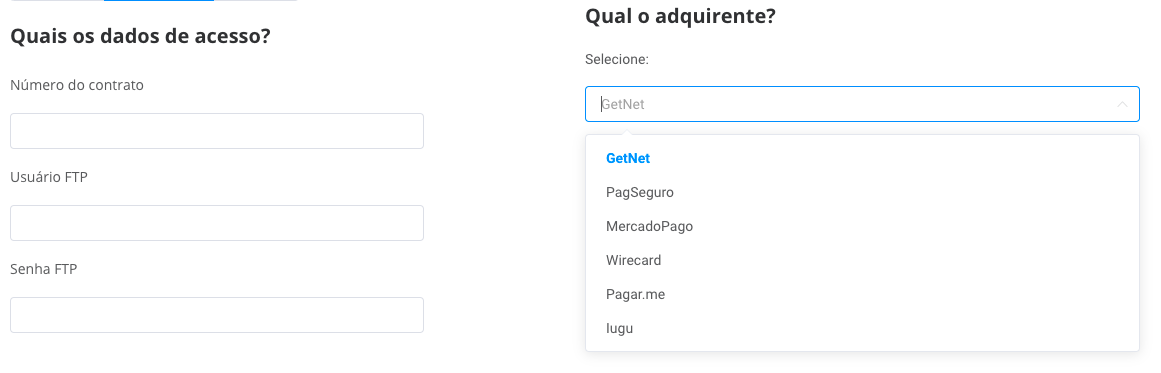 Quais os dados de acesso?
Número do contrato
Usuário FTP
Senha FTP
Qual o adquirente?
Selecione:
GetNet
GetNet
PagSeguro
MercadoPago
Wirecard
Pagar.me
Iugu